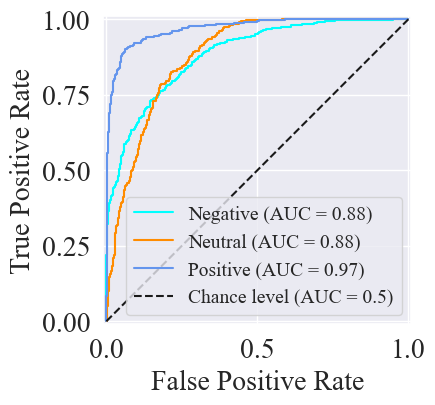 1.00
0.75
0.50
0.25
0.00
True Positive Rate
Negative (AUC = 0.88)
Neutral (AUC = 0.88)
Positive (AUC = 0.97)
Chance level (AUC = 0.5)
0.0 0.5 1.0
False Positive Rate